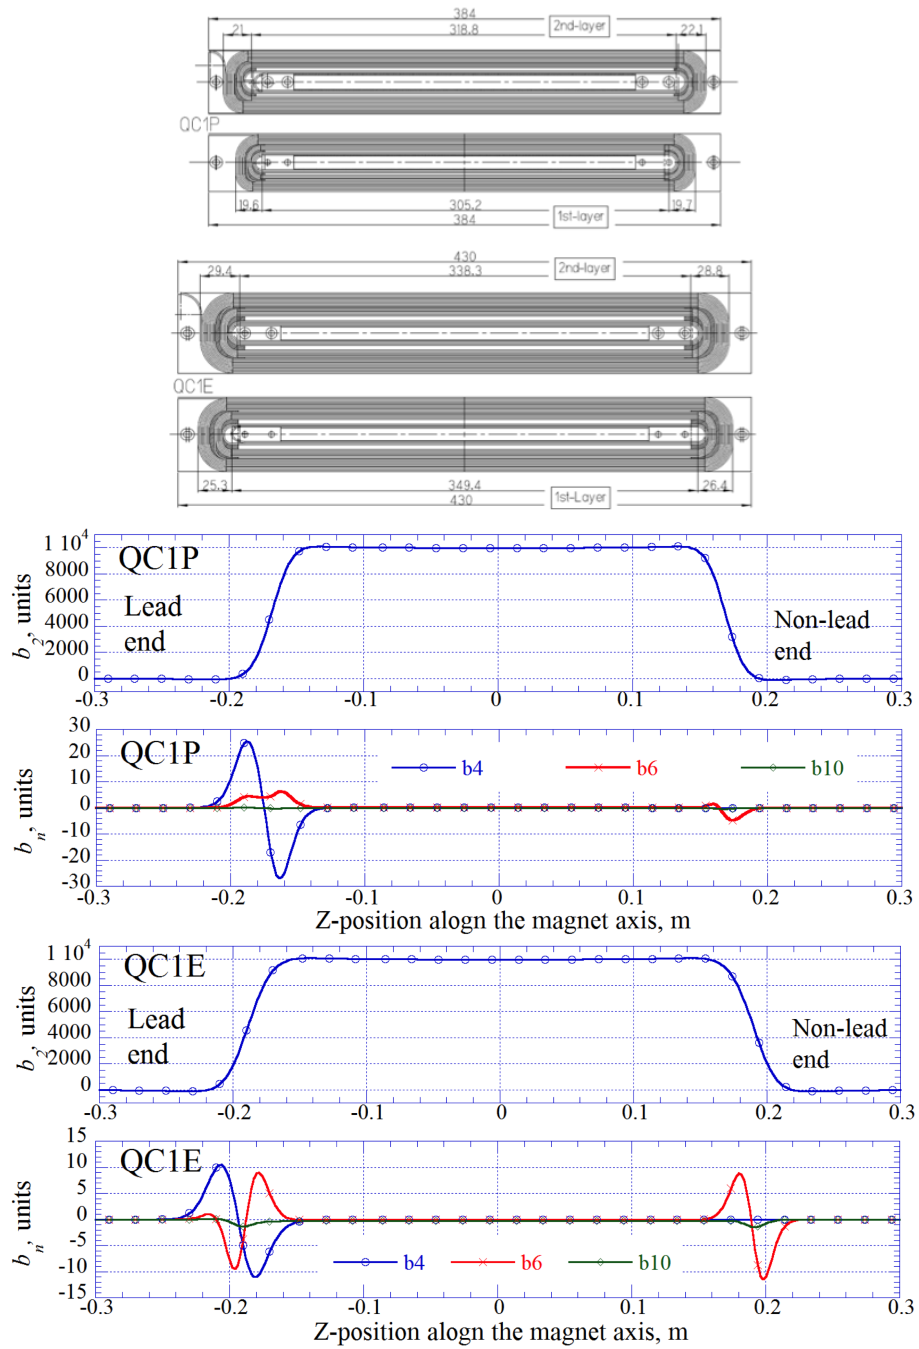 384
21 318.8 2nd-layer 22.1
QC1P
19.6 305.2 1st-layer 19.7
384
430
29.4 338.3 2nd-layer 28.8
QC1E
25.3 349.4 1st-Layer 26.4
430
b2, units
1 10^4
8000
6000
4000
2000
0
QC1P
Lead
end
Non-lead
end
-0.3 -0.2 -0.1 0 0.1 0.2 0.3
bn, units
30
20
10
0
-10
-20
-30
QC1P
b4 b6 b10
-0.3 -0.2 -0.1 0 0.1 0.2 0.3
Z-position alogn the magnet axis, m
b2, units
1 10^4
8000
6000
4000
2000
0
QC1E
Lead
end
Non-lead
end
-0.3 -0.2 -0.1 0 0.1 0.2 0.3
bn, units
15
10
5
0
-5
-10
-15
QC1E
b4 b6 b10
-0.3 -0.2 -0.1 0 0.1 0.2 0.3
Z-position alogn the magnet axis, m